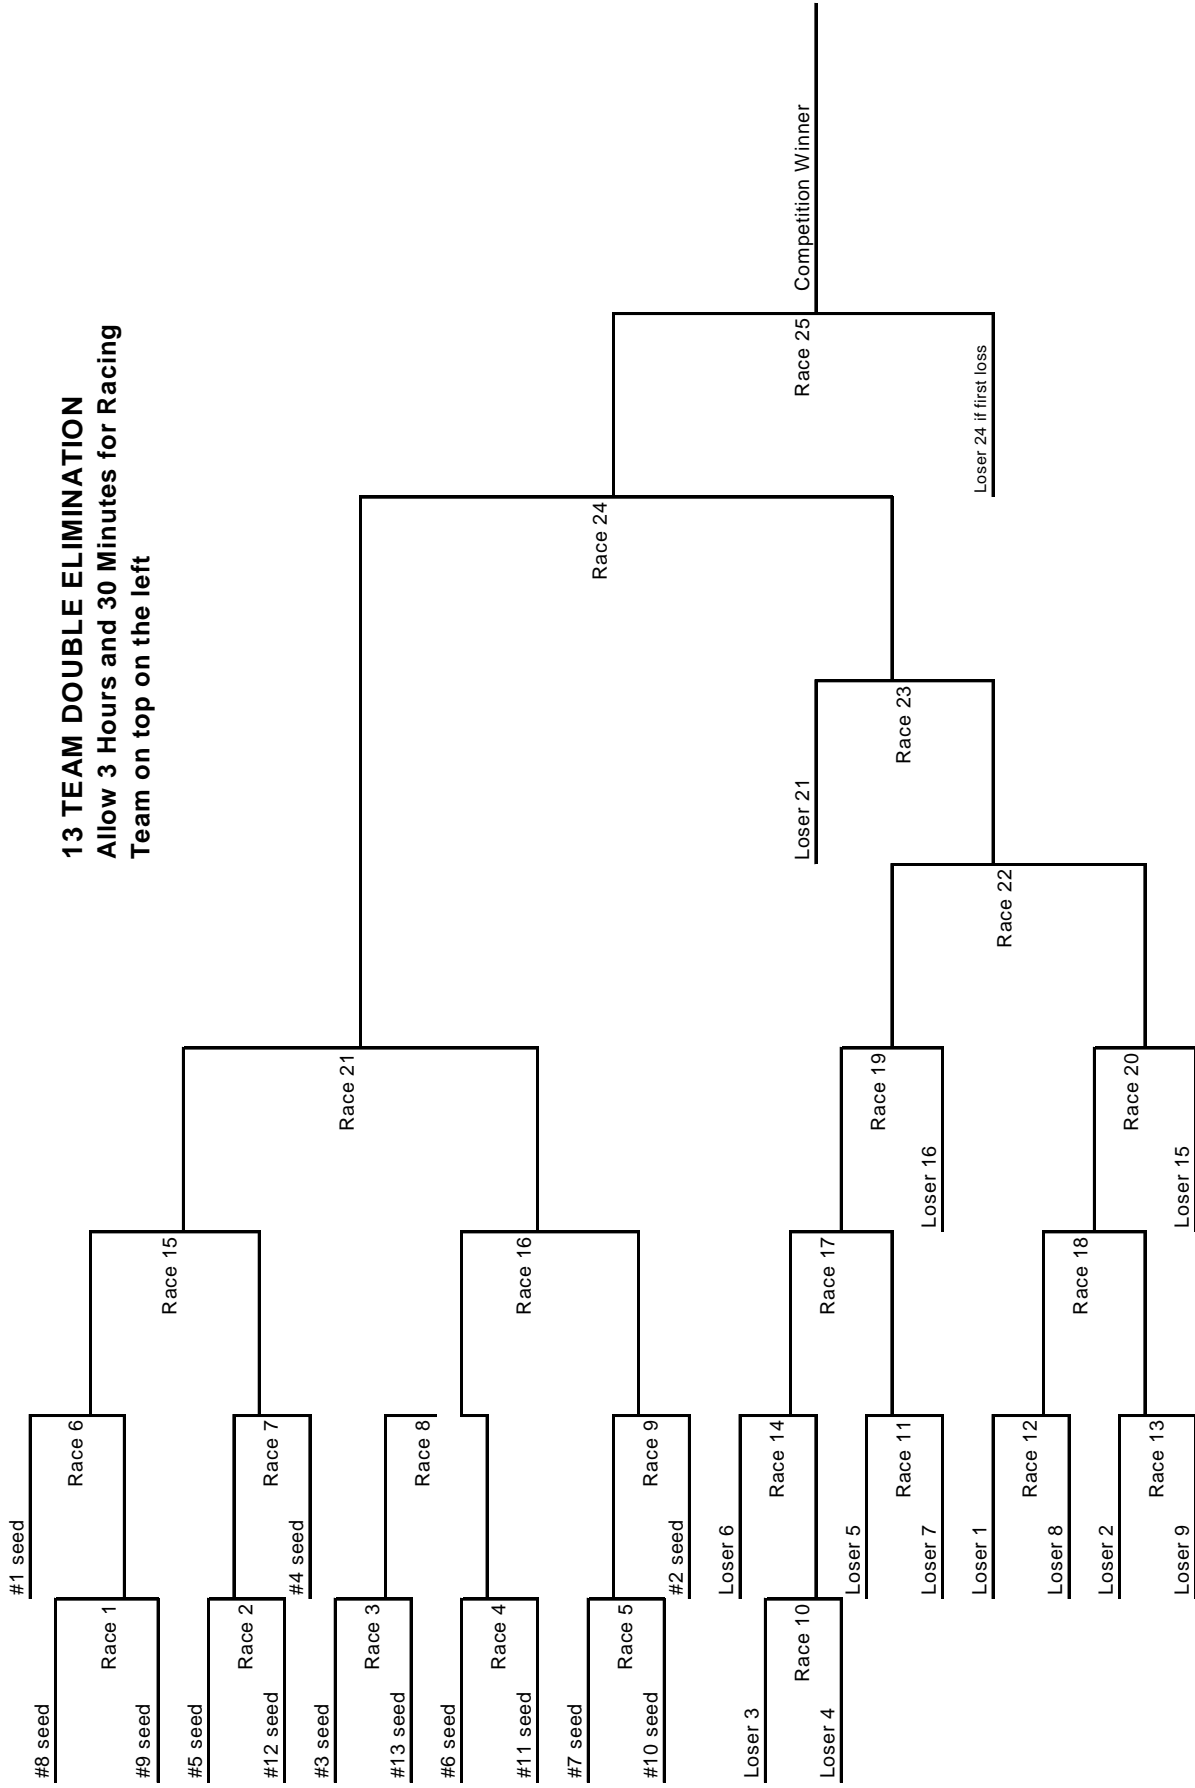 13 TEAM DOUBLE ELIMINATION
Allow 3 Hours and 30 Minutes for Racing
Team on top on the left
#1 seed
#8 seed
Race 1
Race 6
#9 seed
Race 15
#5 seed
Race 2
Race 7
#12 seed
#4 seed
Race 21
#3 seed
Race 3
Race 8
#13 seed
#6 seed
Race 4
Race 16
#11 seed
#7 seed
Race 5
Race 9
#10 seed
#2 seed
Race 24
Race 25
Competition Winner
Loser 24 if first loss
Loser 21
Race 23
Loser 6
Loser 3
Race 14
Race 10
Loser 4
Race 17
Loser 5
Race 11
Loser 7
Race 19
Loser 16
Race 22
Loser 1
Race 12
Loser 8
Race 18
Loser 2
Race 13
Loser 9
Race 20
Loser 15